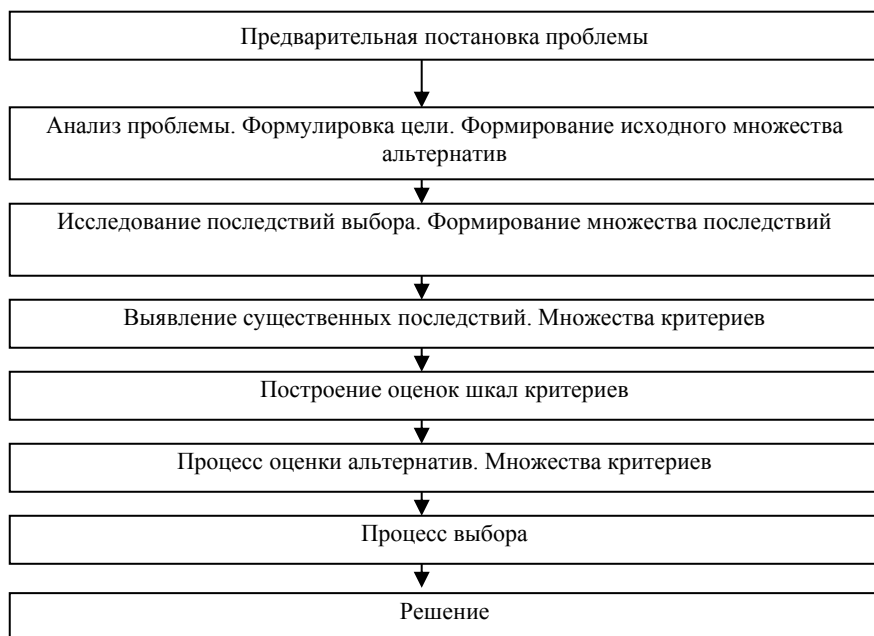 Предварительная постановка проблемы
Анализ проблемы. Формулировка цели. Формирование исходного множества
альтернатив
Исследование последствий выбора. Формирование множества последствий
Выявление существенных последствий. Множества критериев
Построение оценок шкал критериев
Процесс оценки альтернатив. Множества критериев
Процесс выбора
Решение